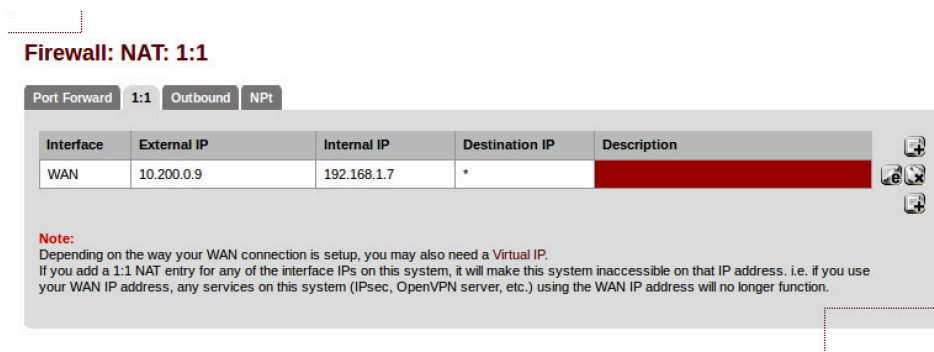 Firewall: NAT: 1:1
Port Forward 1:1 Outbound NPt
Interface External IP Internal IP Destination IP Description
WAN 10.200.0.9 192.168.1.7 *
Note:
Depending on the way your WAN connection is setup, you may also need a Virtual IP.
If you add a 1:1 NAT entry for any of the interface IPs on this system, it will make this system inaccessible on that IP address. i.e. if you use
your WAN IP address, any services on this system (IPsec, OpenVPN server, etc.) using the WAN IP address will no longer function.